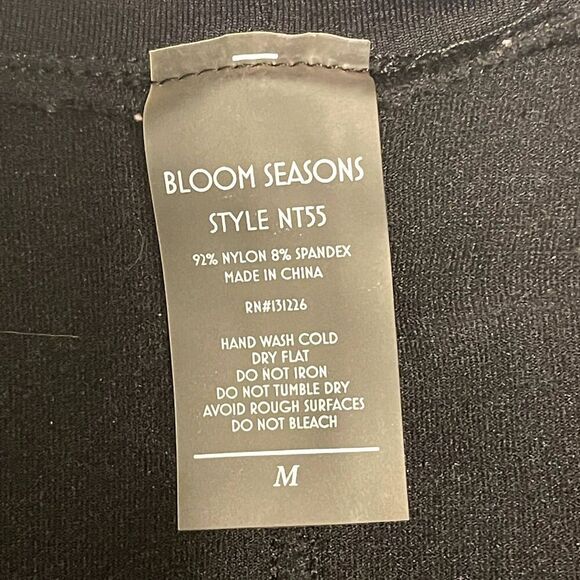 BLOOM SEASONS
STYLE NT55
92% NYLON 8% SPANDEX
MADE IN CHINA
RN#131226
HAND WASH COLD
DRY FLAT
DO NOT IRON
DO NOT TUMBLE DRY
AVOID ROUGH SURFACES
DO NOT BLEACH
M